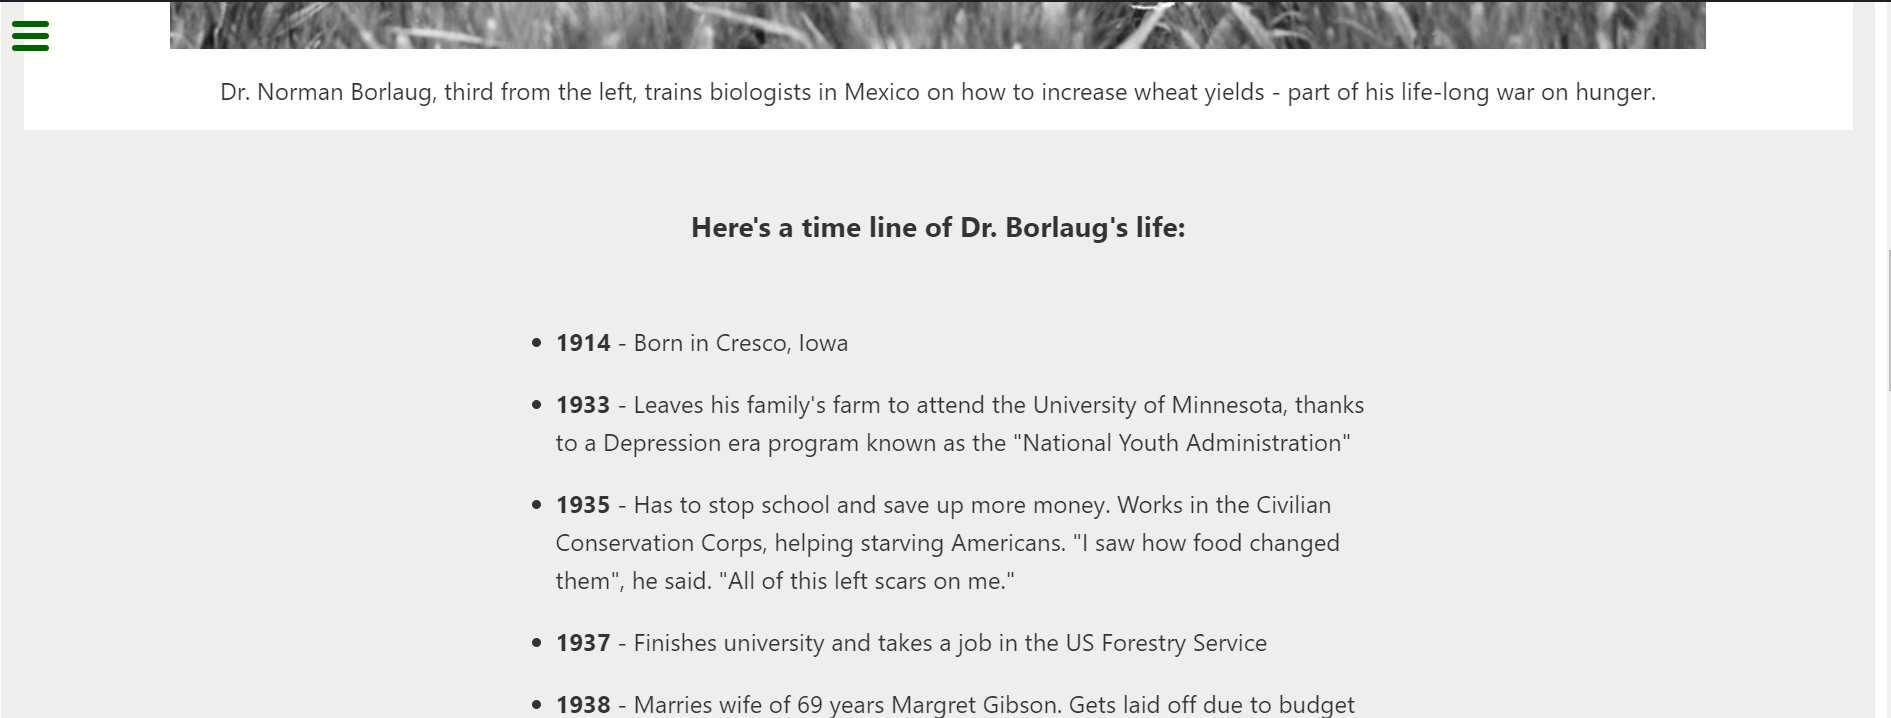 Dr. Norman Borlaug, third from the left, trains biologists in Mexico on how to increase wheat yields - part of his life-long war on hunger.
Here's a time line of Dr. Borlaug's life:
1914 - Born in Cresco, Iowa
1933 - Leaves his family's farm to attend the University of Minnesota, thanks
to a Depression era program known as the "National Youth Administration"
1935 - Has to stop school and save up more money. Works in the Civilian
Conservation Corps, helping starving Americans. "I saw how food changed
them", he said. "All of this left scars on me."
1937 - Finishes university and takes a job in the US Forestry Service
1938 - Marries wife of 69 years Margret Gibson. Gets laid off due to budget